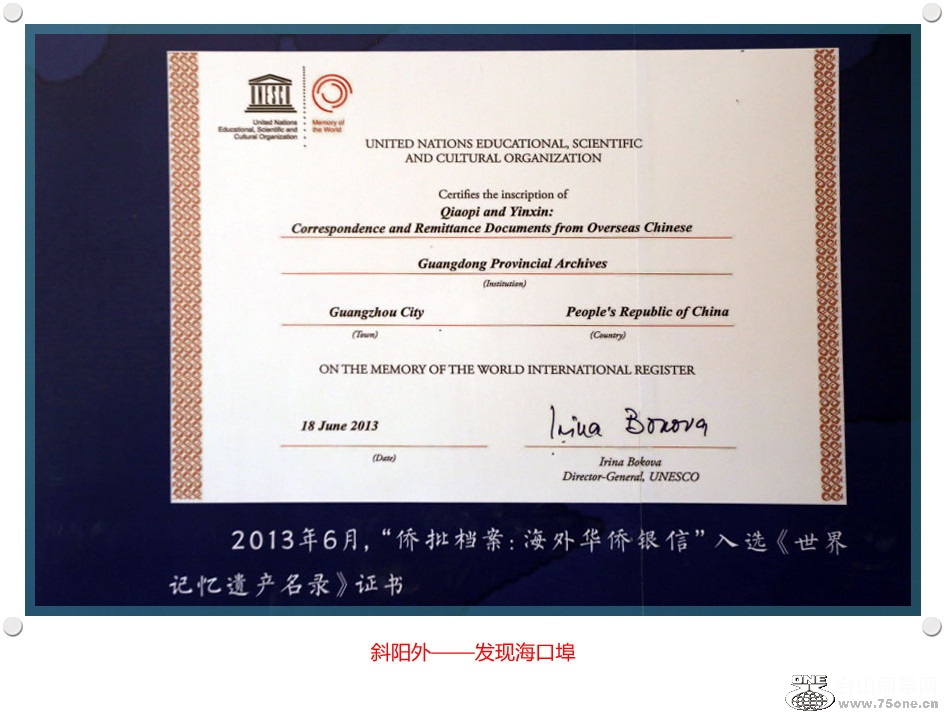 UNESCO
United Nations
Educational, Scientific and
Cultural Organization
Memory of
the World
UNITED NATIONS EDUCATIONAL, SCIENTIFIC
AND CULTURAL ORGANIZATION
Certifies the inscription of
Qiaopi and Yinxin:
Correspondence and Remittance Documents from Overseas Chinese
Guangdong Provincial Archives
(Institution)
Guangzhou City
People's Republic of China
(Town)
(Country)
ON THE MEMORY OF THE WORLD INTERNATIONAL REGISTER
18 June 2013
Irina Bokova
(Date)
Irina Bokova
Director-General, UNESCO
2013年6月,“侨批档案:海外华侨银信”入选《世界
记忆遗产名录》证书
斜阳外——发现海口埠
ONE
www.75one.cn